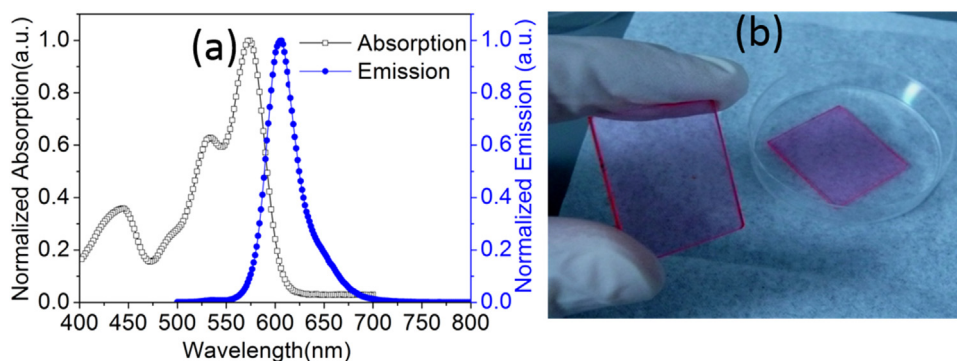 (a)
Absorption
Emission
Normalized Absorption(a.u.)
1.0
0.8
0.6
0.4
0.2
0.0
400 450 500 550 600 650 700 750 800
Wavelength(nm)
1.0
0.8
0.6
0.4
0.2
0.0
Normalized Emission (a.u.)
(b)